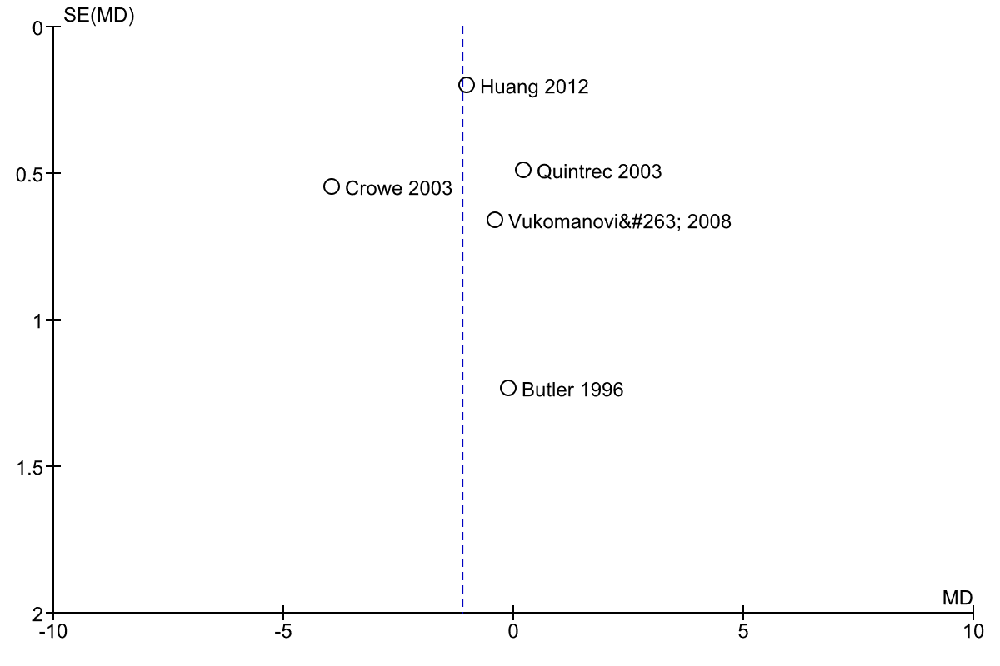 SE(MD)
0
Huang 2012
0.5
Quintrec 2003
Crowe 2003
Vukomanovi&#263; 2008
1
Butler 1996
1.5
MD
2
-10
-5
0
5
10